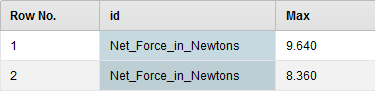 Row No. id Max
1 Net_Force_in_Newtons 9.640
2 Net_Force_in_Newtons 8.360